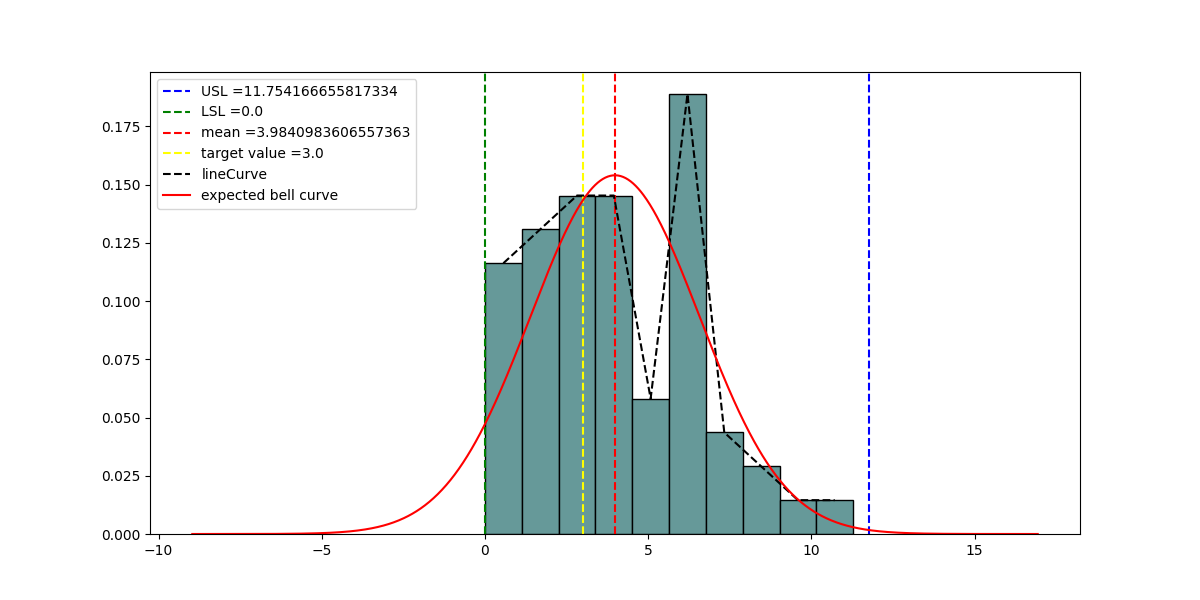 USL =11.754166655817334
LSL =0.0
mean =3.9840983606557363
target value =3.0
lineCurve
expected bell curve
0.175
0.150
0.125
0.100
0.075
0.050
0.025
0.000
−10 −5 0 5 10 15